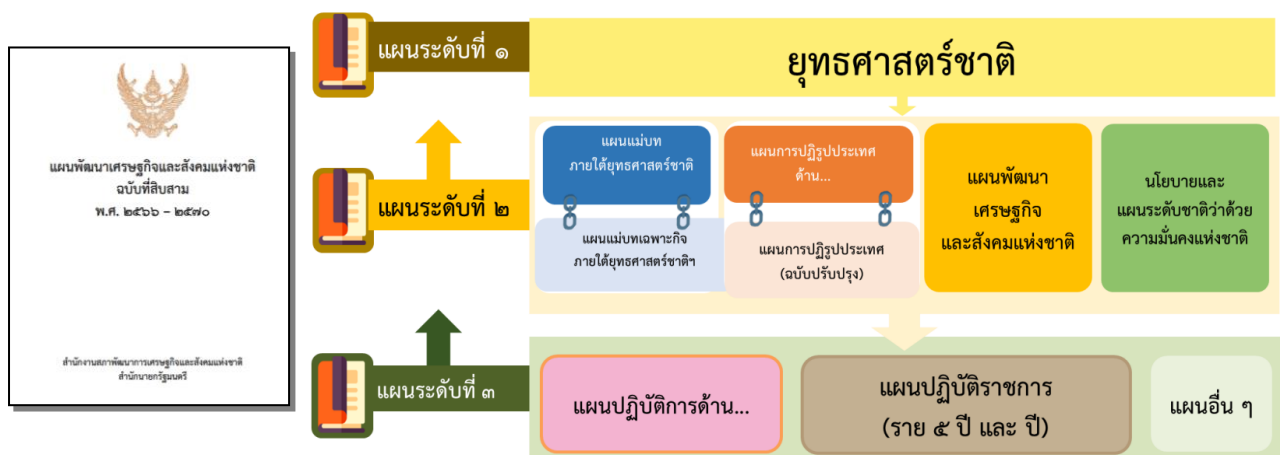 แผนพัฒนาเศรษฐกิจและสังคมแห่งชาติ
ฉบับที่สิบสาม
พ.ศ. ๒๕๖๖ – ๒๕๗๐
สำนักงานสภาพัฒนาการเศรษฐกิจและสังคมแห่งชาติ
สำนักนายกรัฐมนตรี
แผนระดับที่ ๑
ยุทธศาสตร์ชาติ
แผนระดับที่ ๒
แผนแม่บท
ภายใต้ยุทธศาสตร์ชาติ
แผนแม่บทเฉพาะกิจ
ภายใต้ยุทธศาสตร์ชาติฯ
แผนการปฏิรูปประเทศ
ด้าน...
แผนการปฏิรูปประเทศ
(ฉบับปรับปรุง)
แผนพัฒนา
เศรษฐกิจ
และสังคมแห่งชาติ
นโยบายและ
แผนระดับชาติว่าด้วย
ความมั่นคงแห่งชาติ
แผนระดับที่ ๓
แผนปฏิบัติการด้าน...
แผนปฏิบัติราชการ
(ราย ๕ ปี และ ปี)
แผนอื่น ๆ